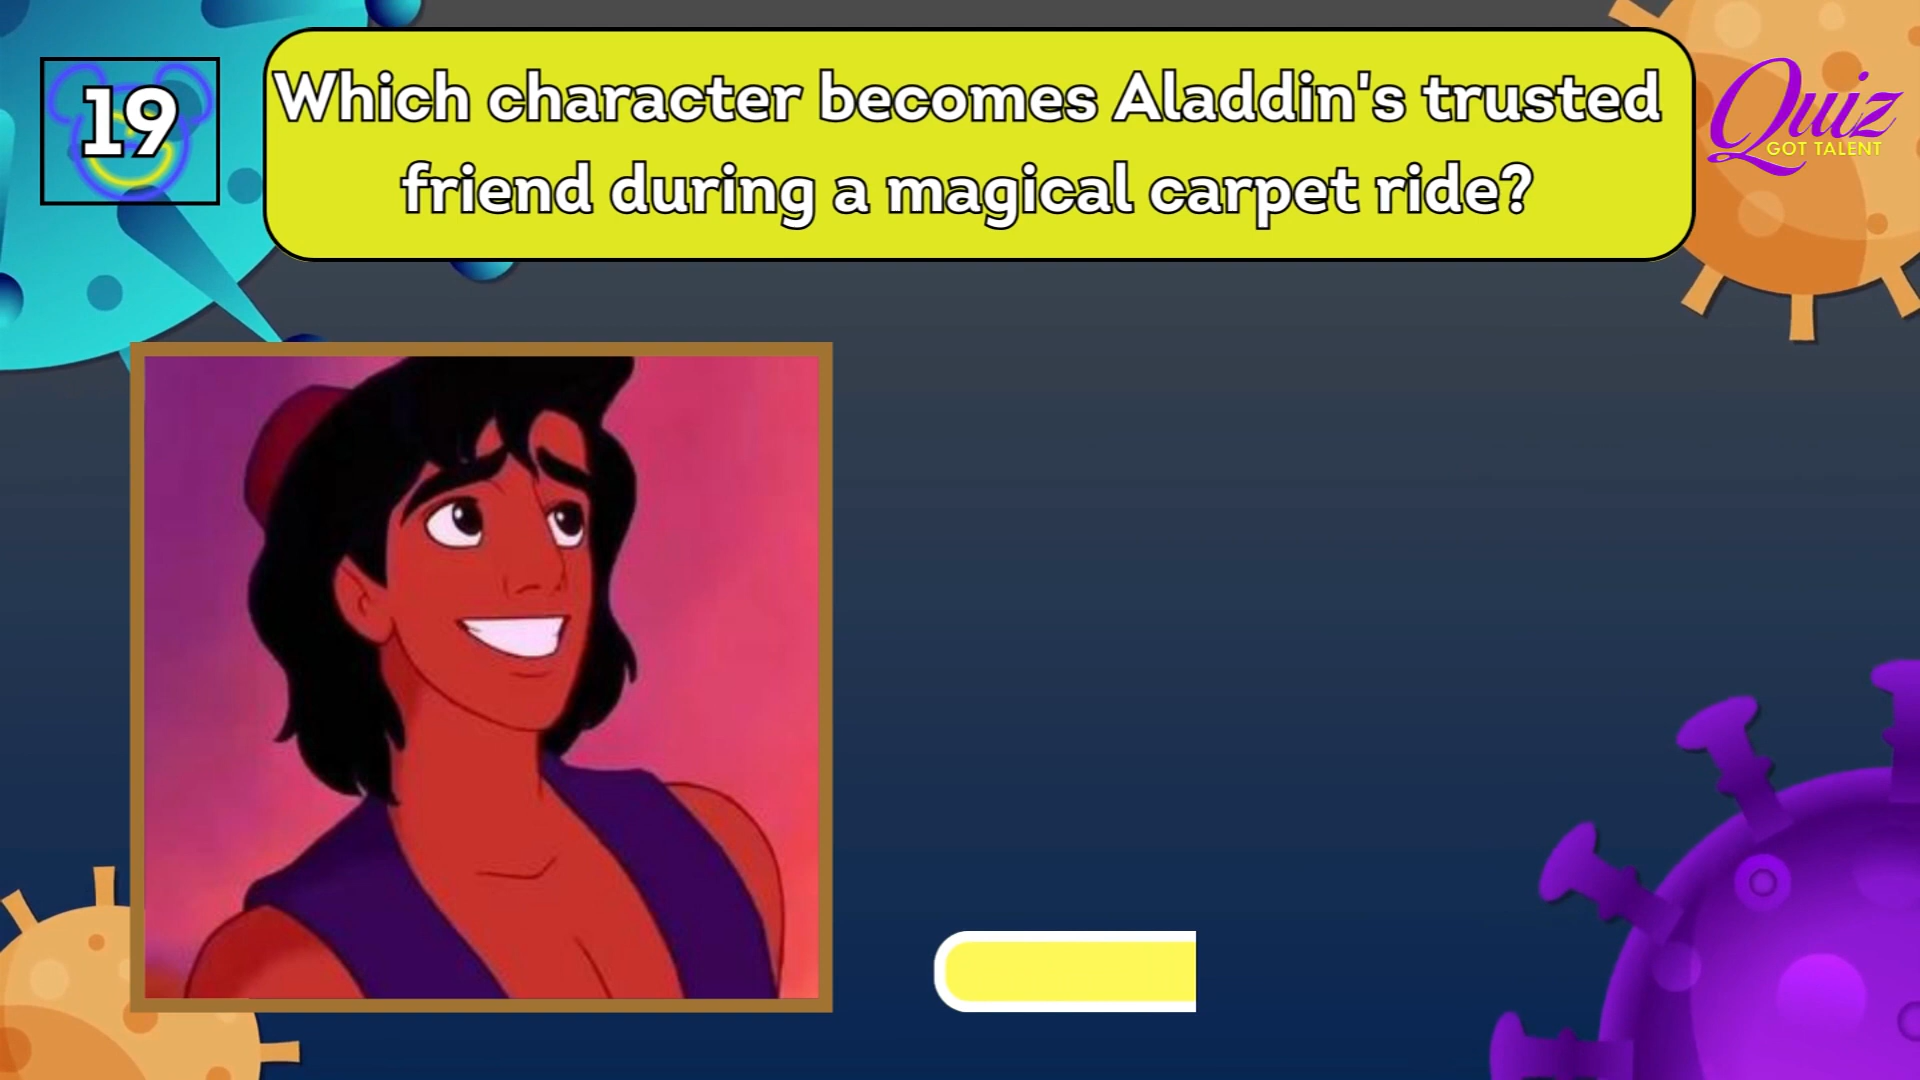 19
Which character becomes Aladdin's trusted
friend during a magical carpet ride?
Quiz
GOT TALENT